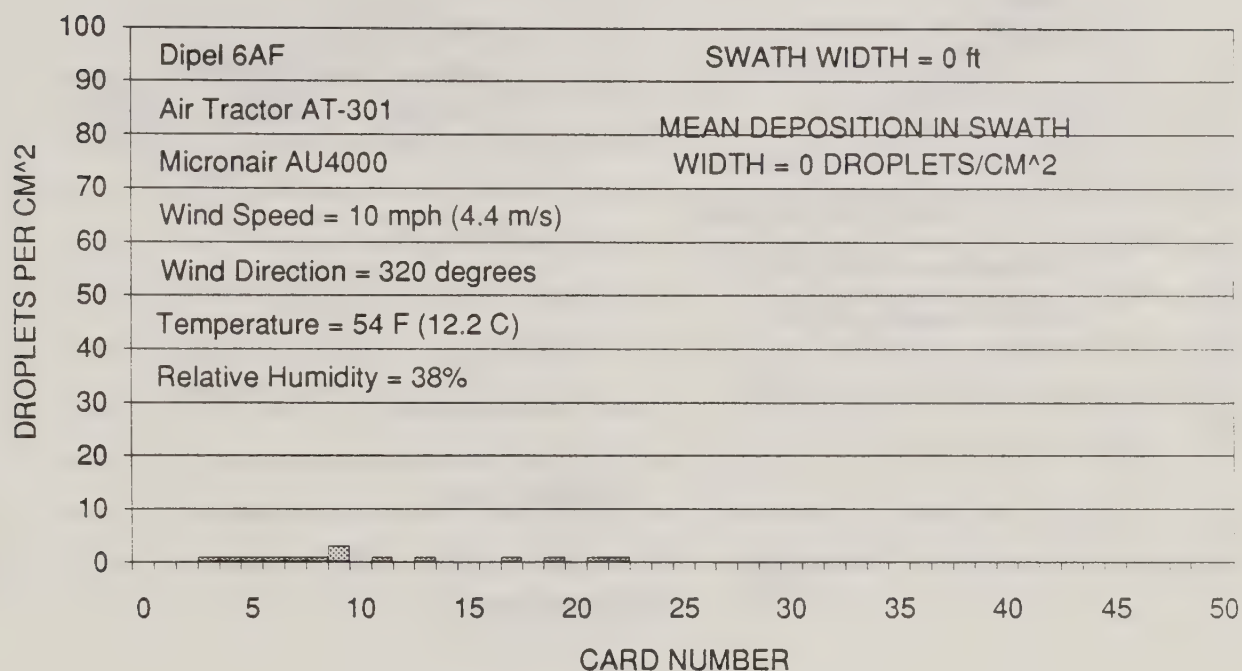 100
90
80
70
60
50
40
30
20
10
0
DROPLETS PER CM^2
Dipel 6AF
SWATH WIDTH = 0 ft
Air Tractor AT-301
MEAN DEPOSITION IN SWATH
Micronair AU4000
WIDTH = 0 DROPLETS/CM^2
Wind Speed = 10 mph (4.4 m/s)
Wind Direction = 320 degrees
Temperature = 54 F (12.2 C)
Relative Humidity = 38%
0 5 10 15 20 25 30 35 40 45 50
CARD NUMBER